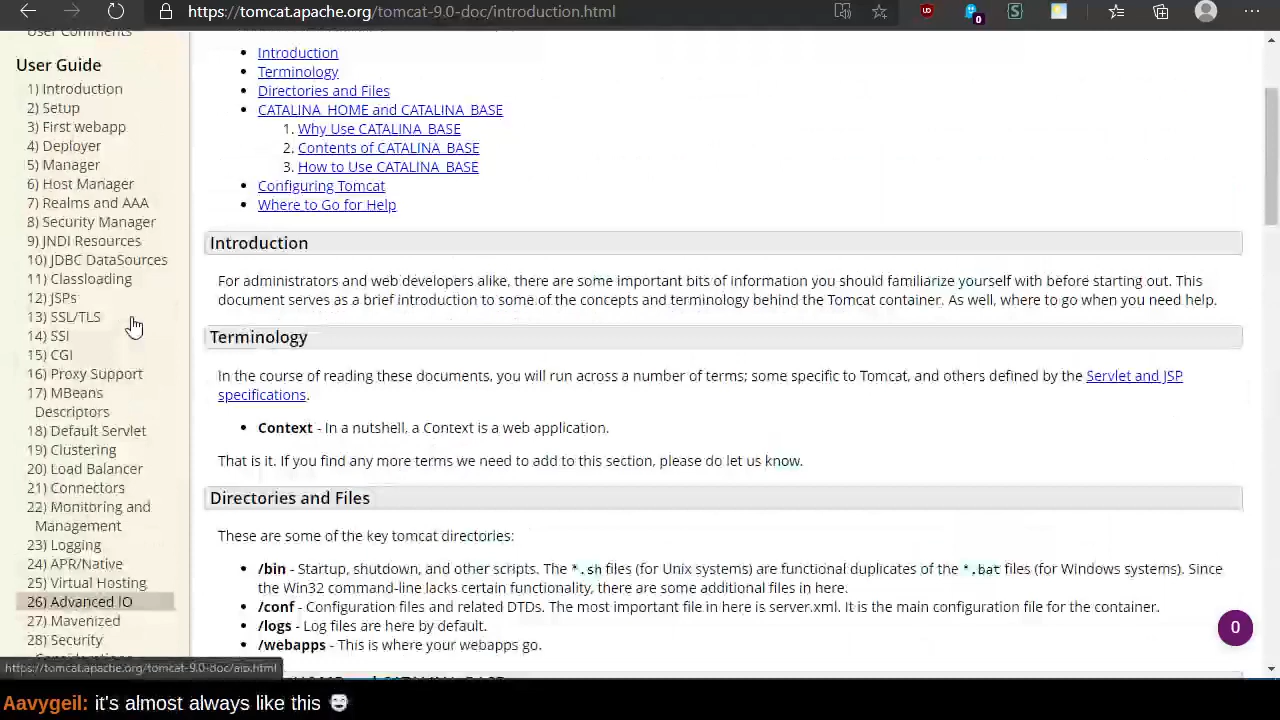 https://tomcat.apache.org/tomcat-9.0-doc/introduction.html
0
User Comments
User Guide
1) Introduction
2) Setup
3) First webapp
4) Deployer
5) Manager
6) Host Manager
7) Realms and AAA
8) Security Manager
9) JNDI Resources
10) JDBC DataSources
11) Classloading
12) JSPs
13) SSL/TLS
14) SSI
15) CGI
16) Proxy Support
17) MBeans
Descriptors
18) Default Servlet
19) Clustering
20) Load Balancer
21) Connectors
22) Monitoring and
Management
23) Logging
24) APR/Native
25) Virtual Hosting
26) Advanced IO
27) Mavenized
28) Security
Considerations
https://tomcat.apache.org/tomcat-9.0-doc/aio.html
Introduction
Terminology
Directories and Files
CATALINA_HOME and CATALINA_BASE
1. Why Use CATALINA_BASE
2. Contents of CATALINA_BASE
3. How to Use CATALINA_BASE
Configuring Tomcat
Where to Go for Help
Introduction
For administrators and web developers alike, there are some important bits of information you should familiarize yourself with before starting out. This
document serves as a brief introduction to some of the concepts and terminology behind the Tomcat container. As well, where to go when you need help.
Terminology
In the course of reading these documents, you will run across a number of terms; some specific to Tomcat, and others defined by the Servlet and JSP
specifications.
Context - In a nutshell, a Context is a web application.
That is it. If you find any more terms we need to add to this section, please do let us know.
Directories and Files
These are some of the key tomcat directories:
/bin - Startup, shutdown, and other scripts. The *.sh files (for Unix systems) are functional duplicates of the *.bat files (for Windows systems). Since
the Win32 command-line lacks certain functionality, there are some additional files in here.
/conf - Configuration files and related DTDs. The most important file in here is server.xml. It is the main configuration file for the container.
/logs - Log files are here by default.
/webapps - This is where your webapps go.
0
Aavygeil: it's almost always like this